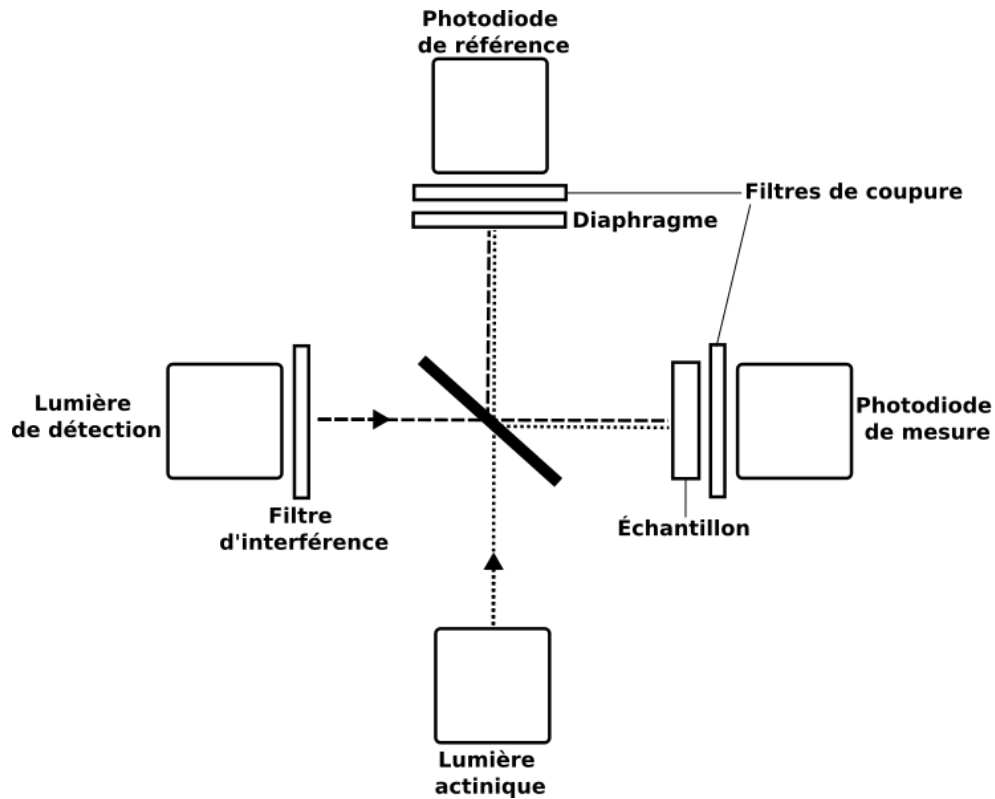 Photodiode
de référence
Filtres de coupure
Diaphragme
Lumière
de détection
Photodiode
de mesure
Filtre
d'interférence
Échantillon
Lumière
actinique